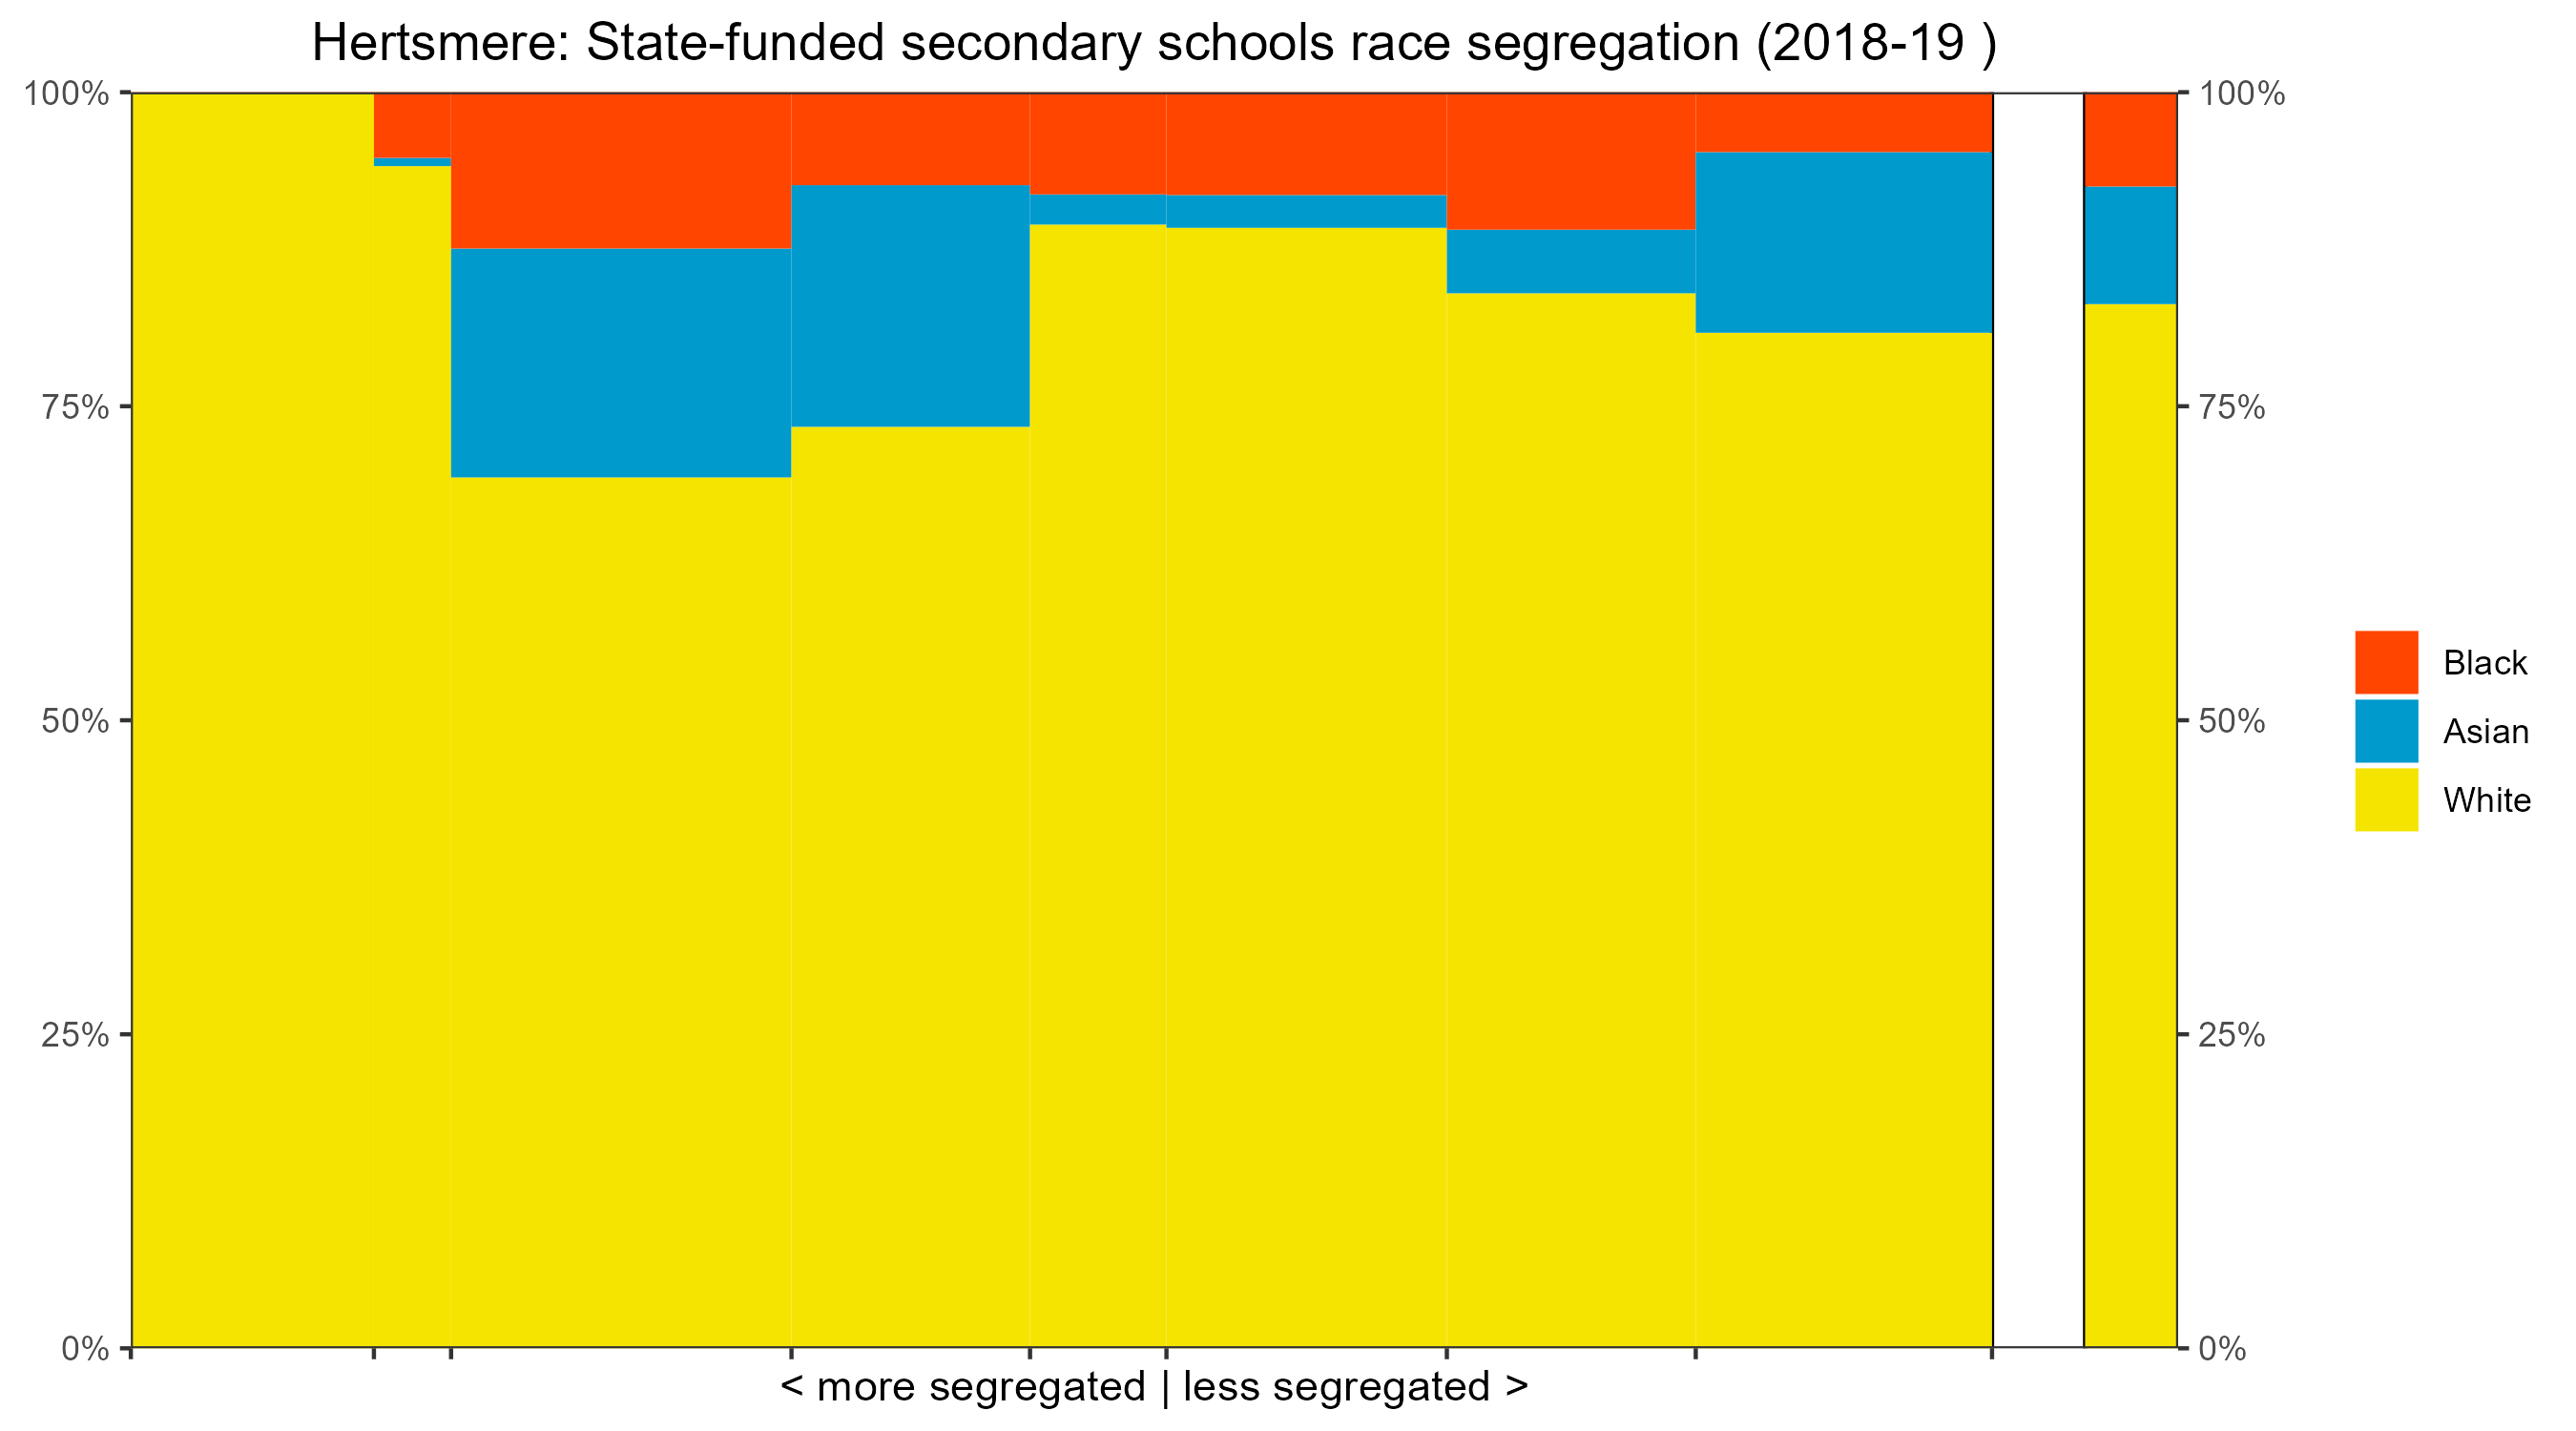 Hertsmere: State-funded secondary schools race segregation (2018-19 )
100%
75%
50%
25%
0%
100%
75%
50%
25%
0%
Black
Asian
White
< more segregated | less segregated >